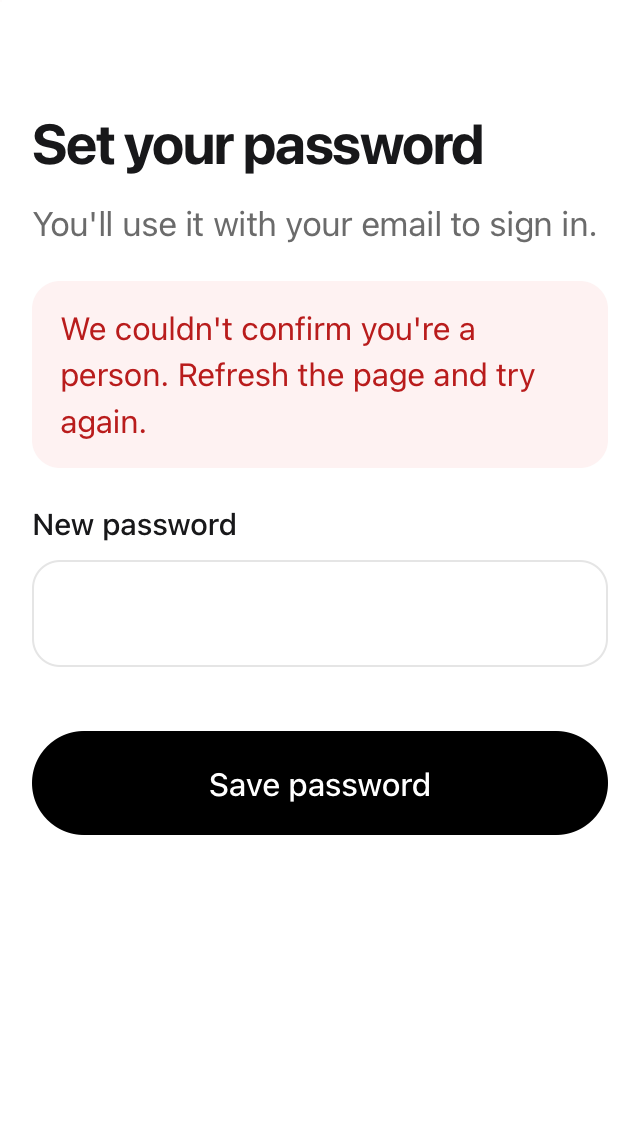 Set your password
You'll use it with your email to sign in.
We couldn't confirm you're a
person. Refresh the page and try
again.
New password
Save password